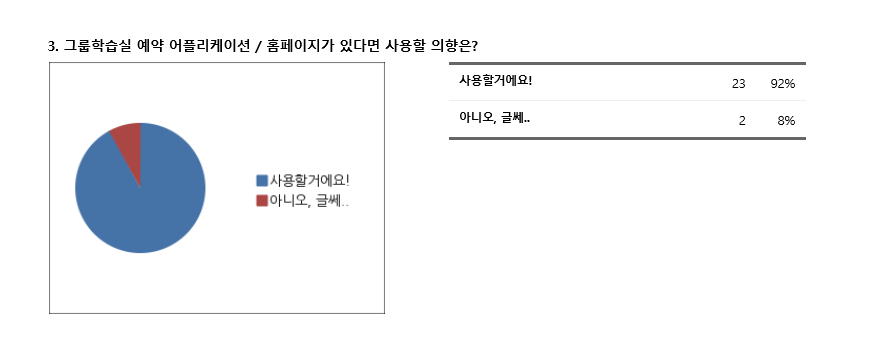 3. 그룹학습실 예약 어플리케이션 / 홈페이지가 있다면 사용할 의향은?
사용할거에요!
아니오, 글쎄..
사용할거에요! 23 92%
아니오, 글쎄.. 2 8%